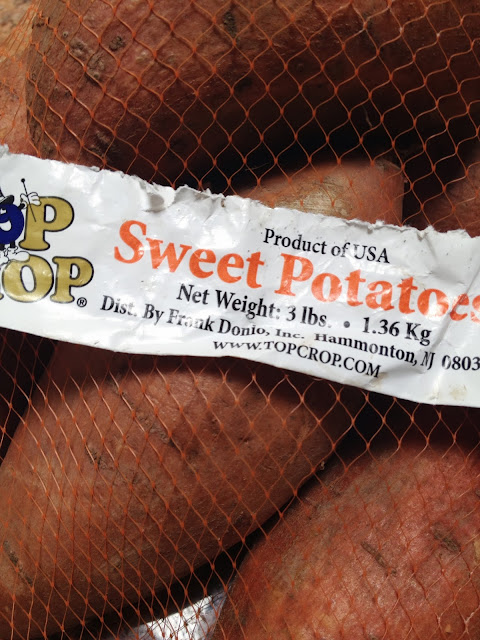 OP
ROP®
Product of USA
Sweet Potatoes
Net Weight: 3 lbs. • 1.36 Kg
Dist. By Frank Donio, Inc. Hammonton, NJ 0803
WWW.TOPCROP.COM